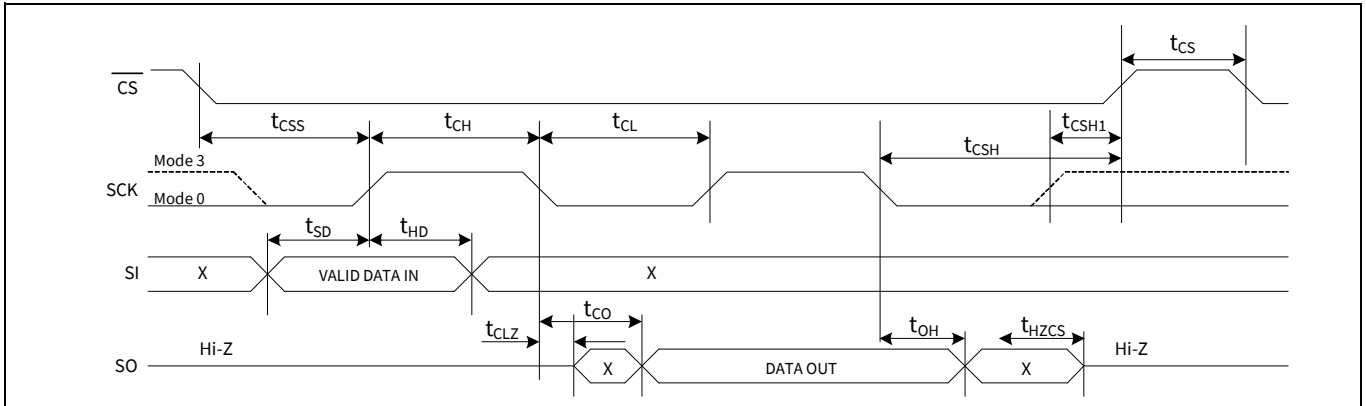 tCS
CS
tCSS
tCH
tCL
tCSH1
tCSH
Mode 3
SCK
Mode 0
tSD
tHD
SI
X
VALID DATA IN
X
tCO
tCLZ
tOH
tHZCS
Hi-Z
Hi-Z
SO
X
DATA OUT
X